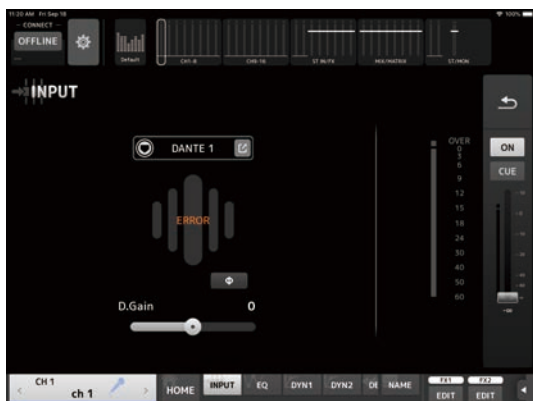 11:20 AM Fri Sep 18
100%
CONNECT
OFFLINE
Default
CH1-8
CH9-16
ST IN/FX
MIX/MATRIX
ST/MON
INPUT
DANTE 1
ERROR
D.Gain 0
OVER
0
3
6
9
12
15
18
24
30
40
50
60
ON
CUE
CH 1
ch 1
HOME
INPUT
EQ
DYN1
DYN2
DE
NAME
FX1
EDIT
FX2
EDIT